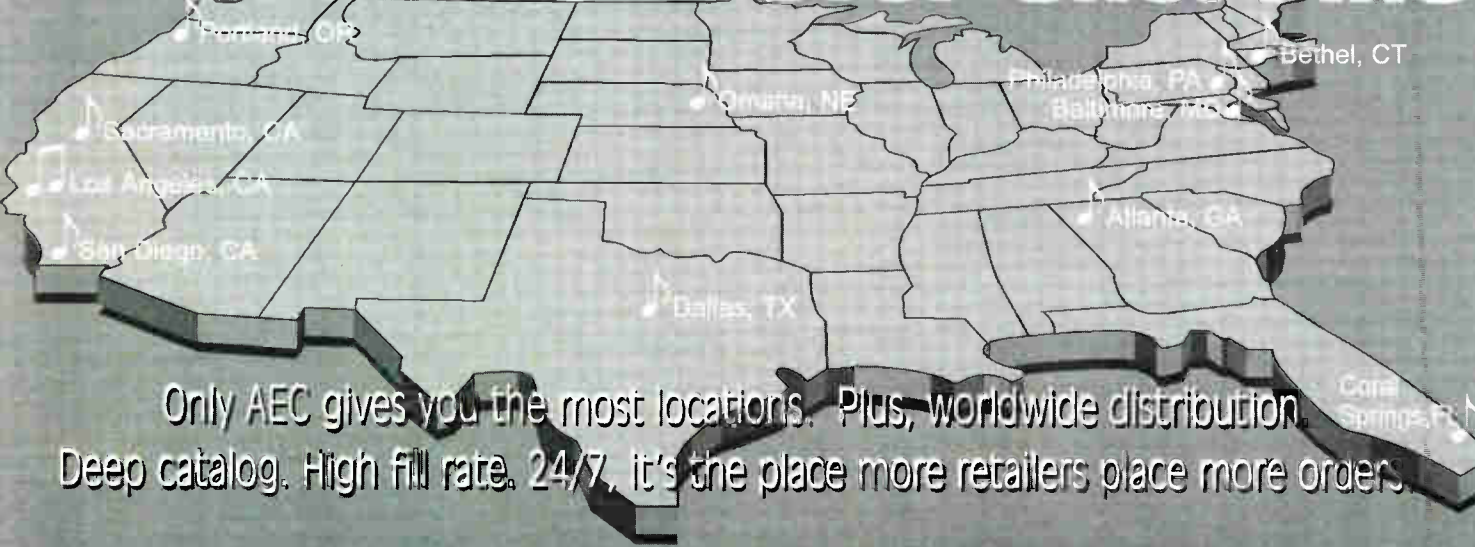 Portland, OR
Bethel, CT
Philadelphia, PA
Omaha, NE
Baltimore, MD
Sacramento, CA
Los Angeles, CA
Atlanta, GA
San Diego, CA
Dallas, TX
Coral
Springs, FL
Only AEC gives you the most locations. Plus, worldwide distribution.
Deep catalog. High fill rate. 24/7, it's the place more retailers place more orders.